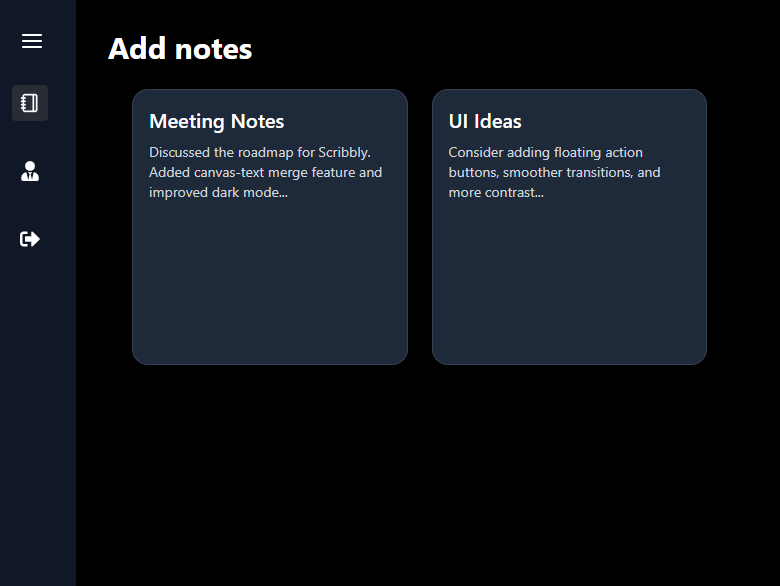 Add notes
Meeting Notes
Discussed the roadmap for Scribbly.
Added canvas-text merge feature and
improved dark mode...
UI Ideas
Consider adding floating action
buttons, smoother transitions, and
more contrast...